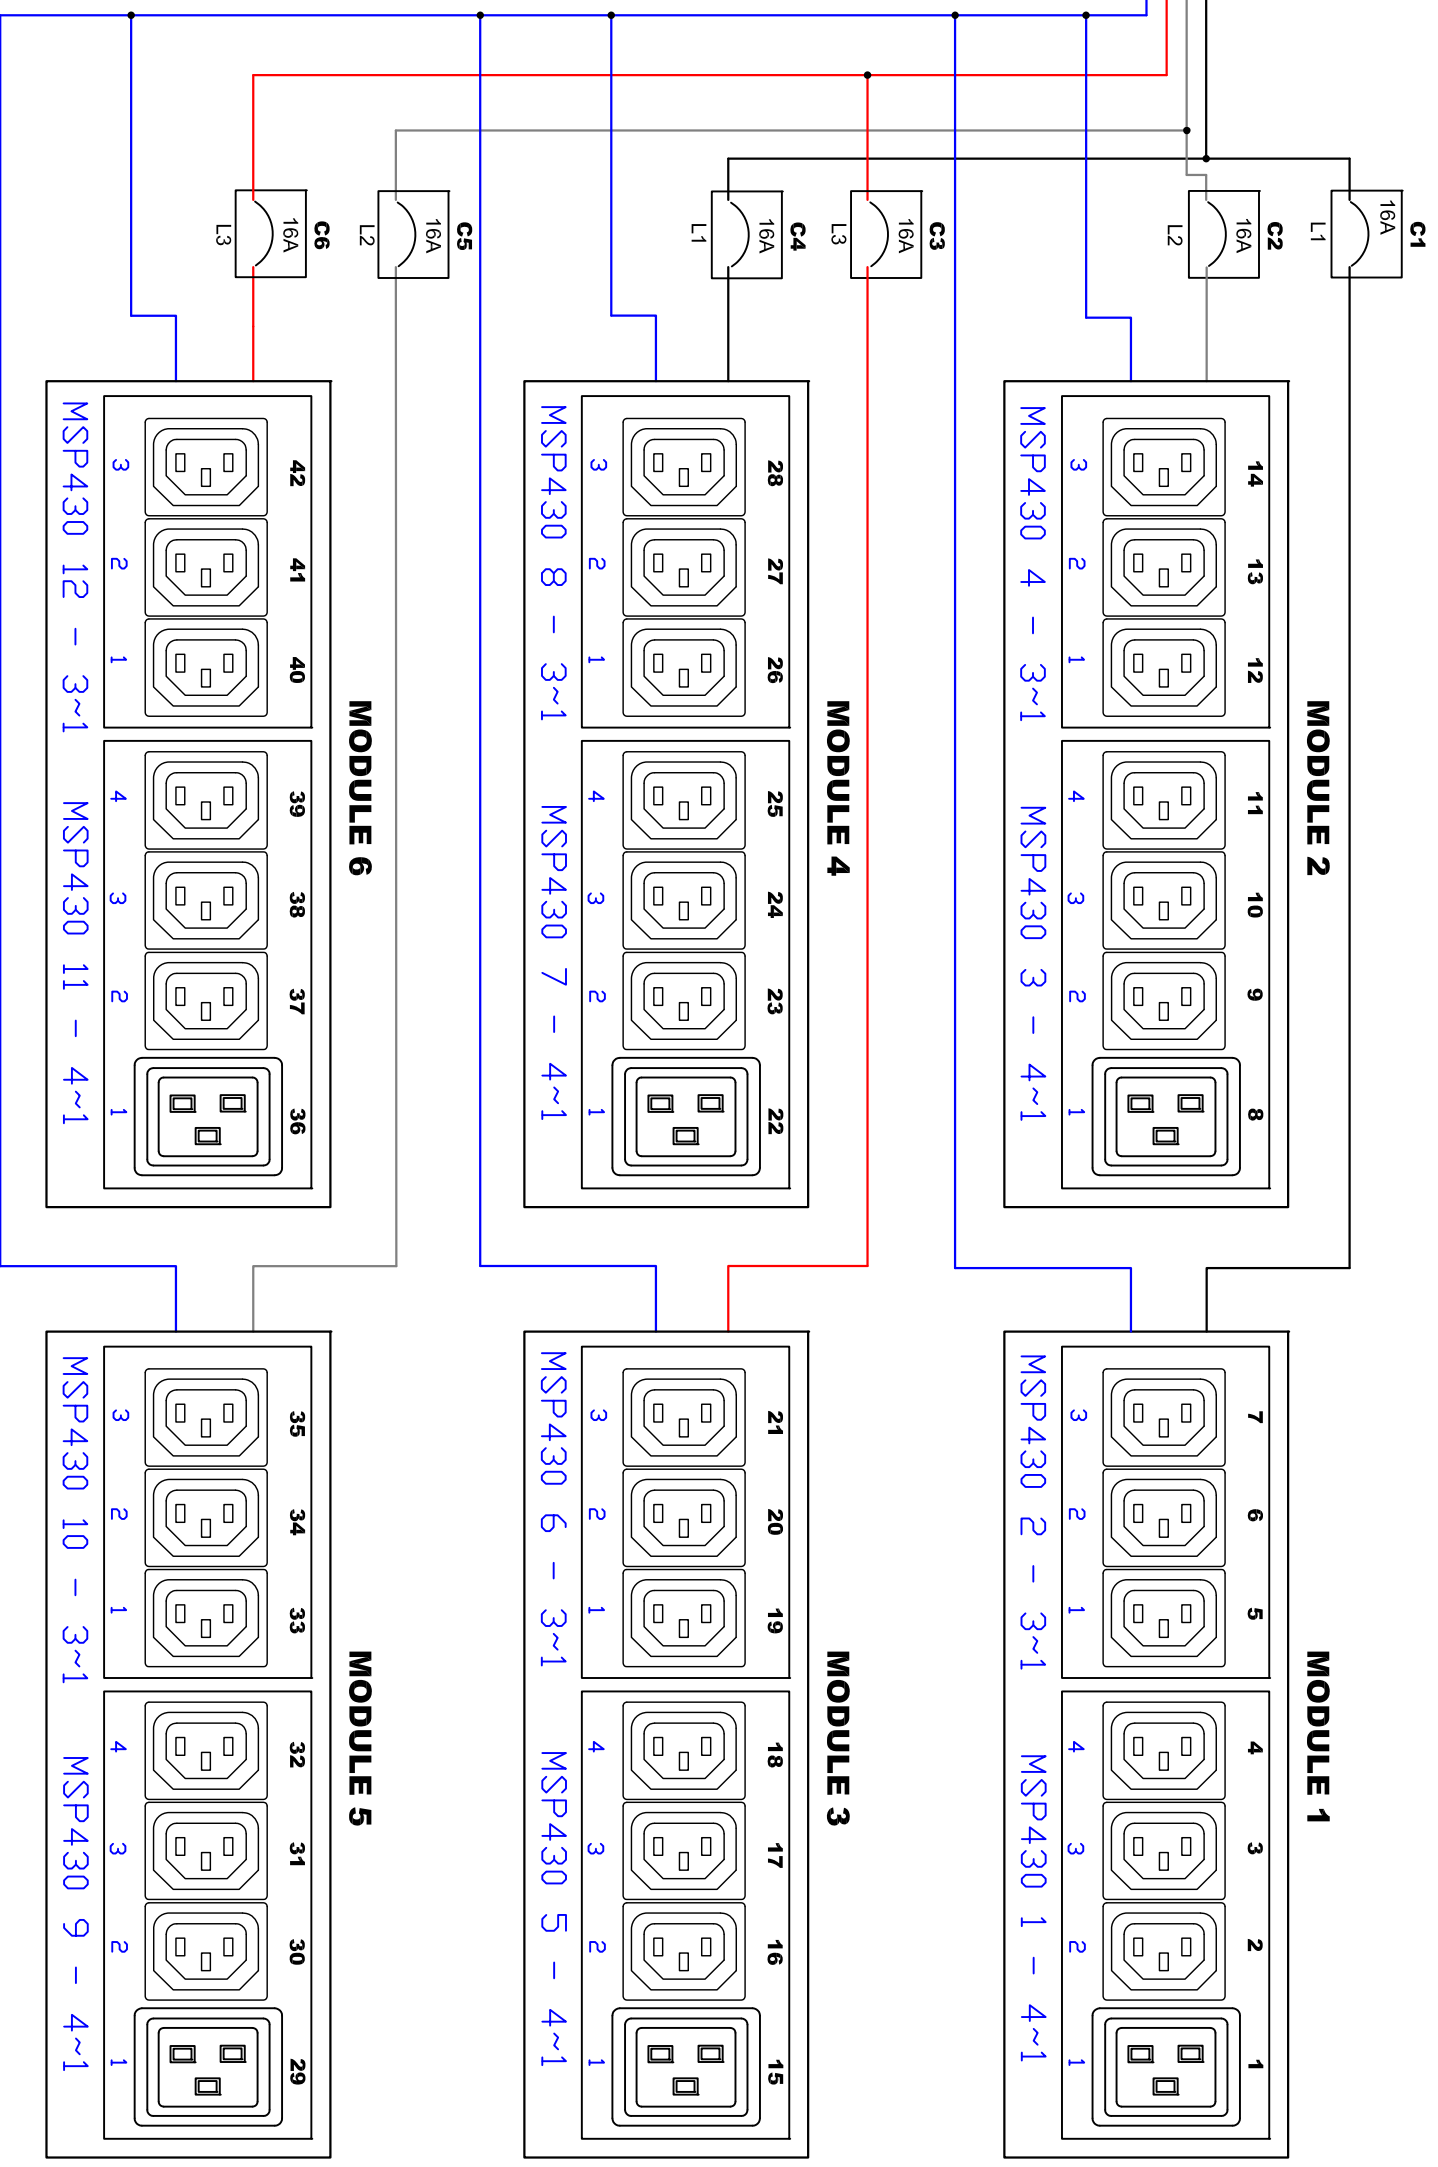 C1
16A
L1
C2
16A
L2
C3
16A
L3
C4
16A
L1
C5
16A
L2
C6
16A
L3
MODULE 2
14 13 12 11 10 9 8
3 2 1 4 3 2 1
MSP430 4 - 3~1 MSP430 3 - 4~1
MODULE 1
7 6 5 4 3 2 1
3 2 1 4 3 2 1
MSP430 2 - 3~1 MSP430 1 - 4~1
MODULE 4
28 27 26 25 24 23 22
3 2 1 4 3 2 1
MSP430 8 - 3~1 MSP430 7 - 4~1
MODULE 3
21 20 19 18 17 16 15
3 2 1 4 3 2 1
MSP430 6 - 3~1 MSP430 5 - 4~1
MODULE 6
42 41 40 39 38 37 36
3 2 1 4 3 2 1
MSP430 12 - 3~1 MSP430 11 - 4~1
MODULE 5
35 34 33 32 31 30 29
3 2 1 4 3 2 1
MSP430 10 - 3~1 MSP430 9 - 4~1